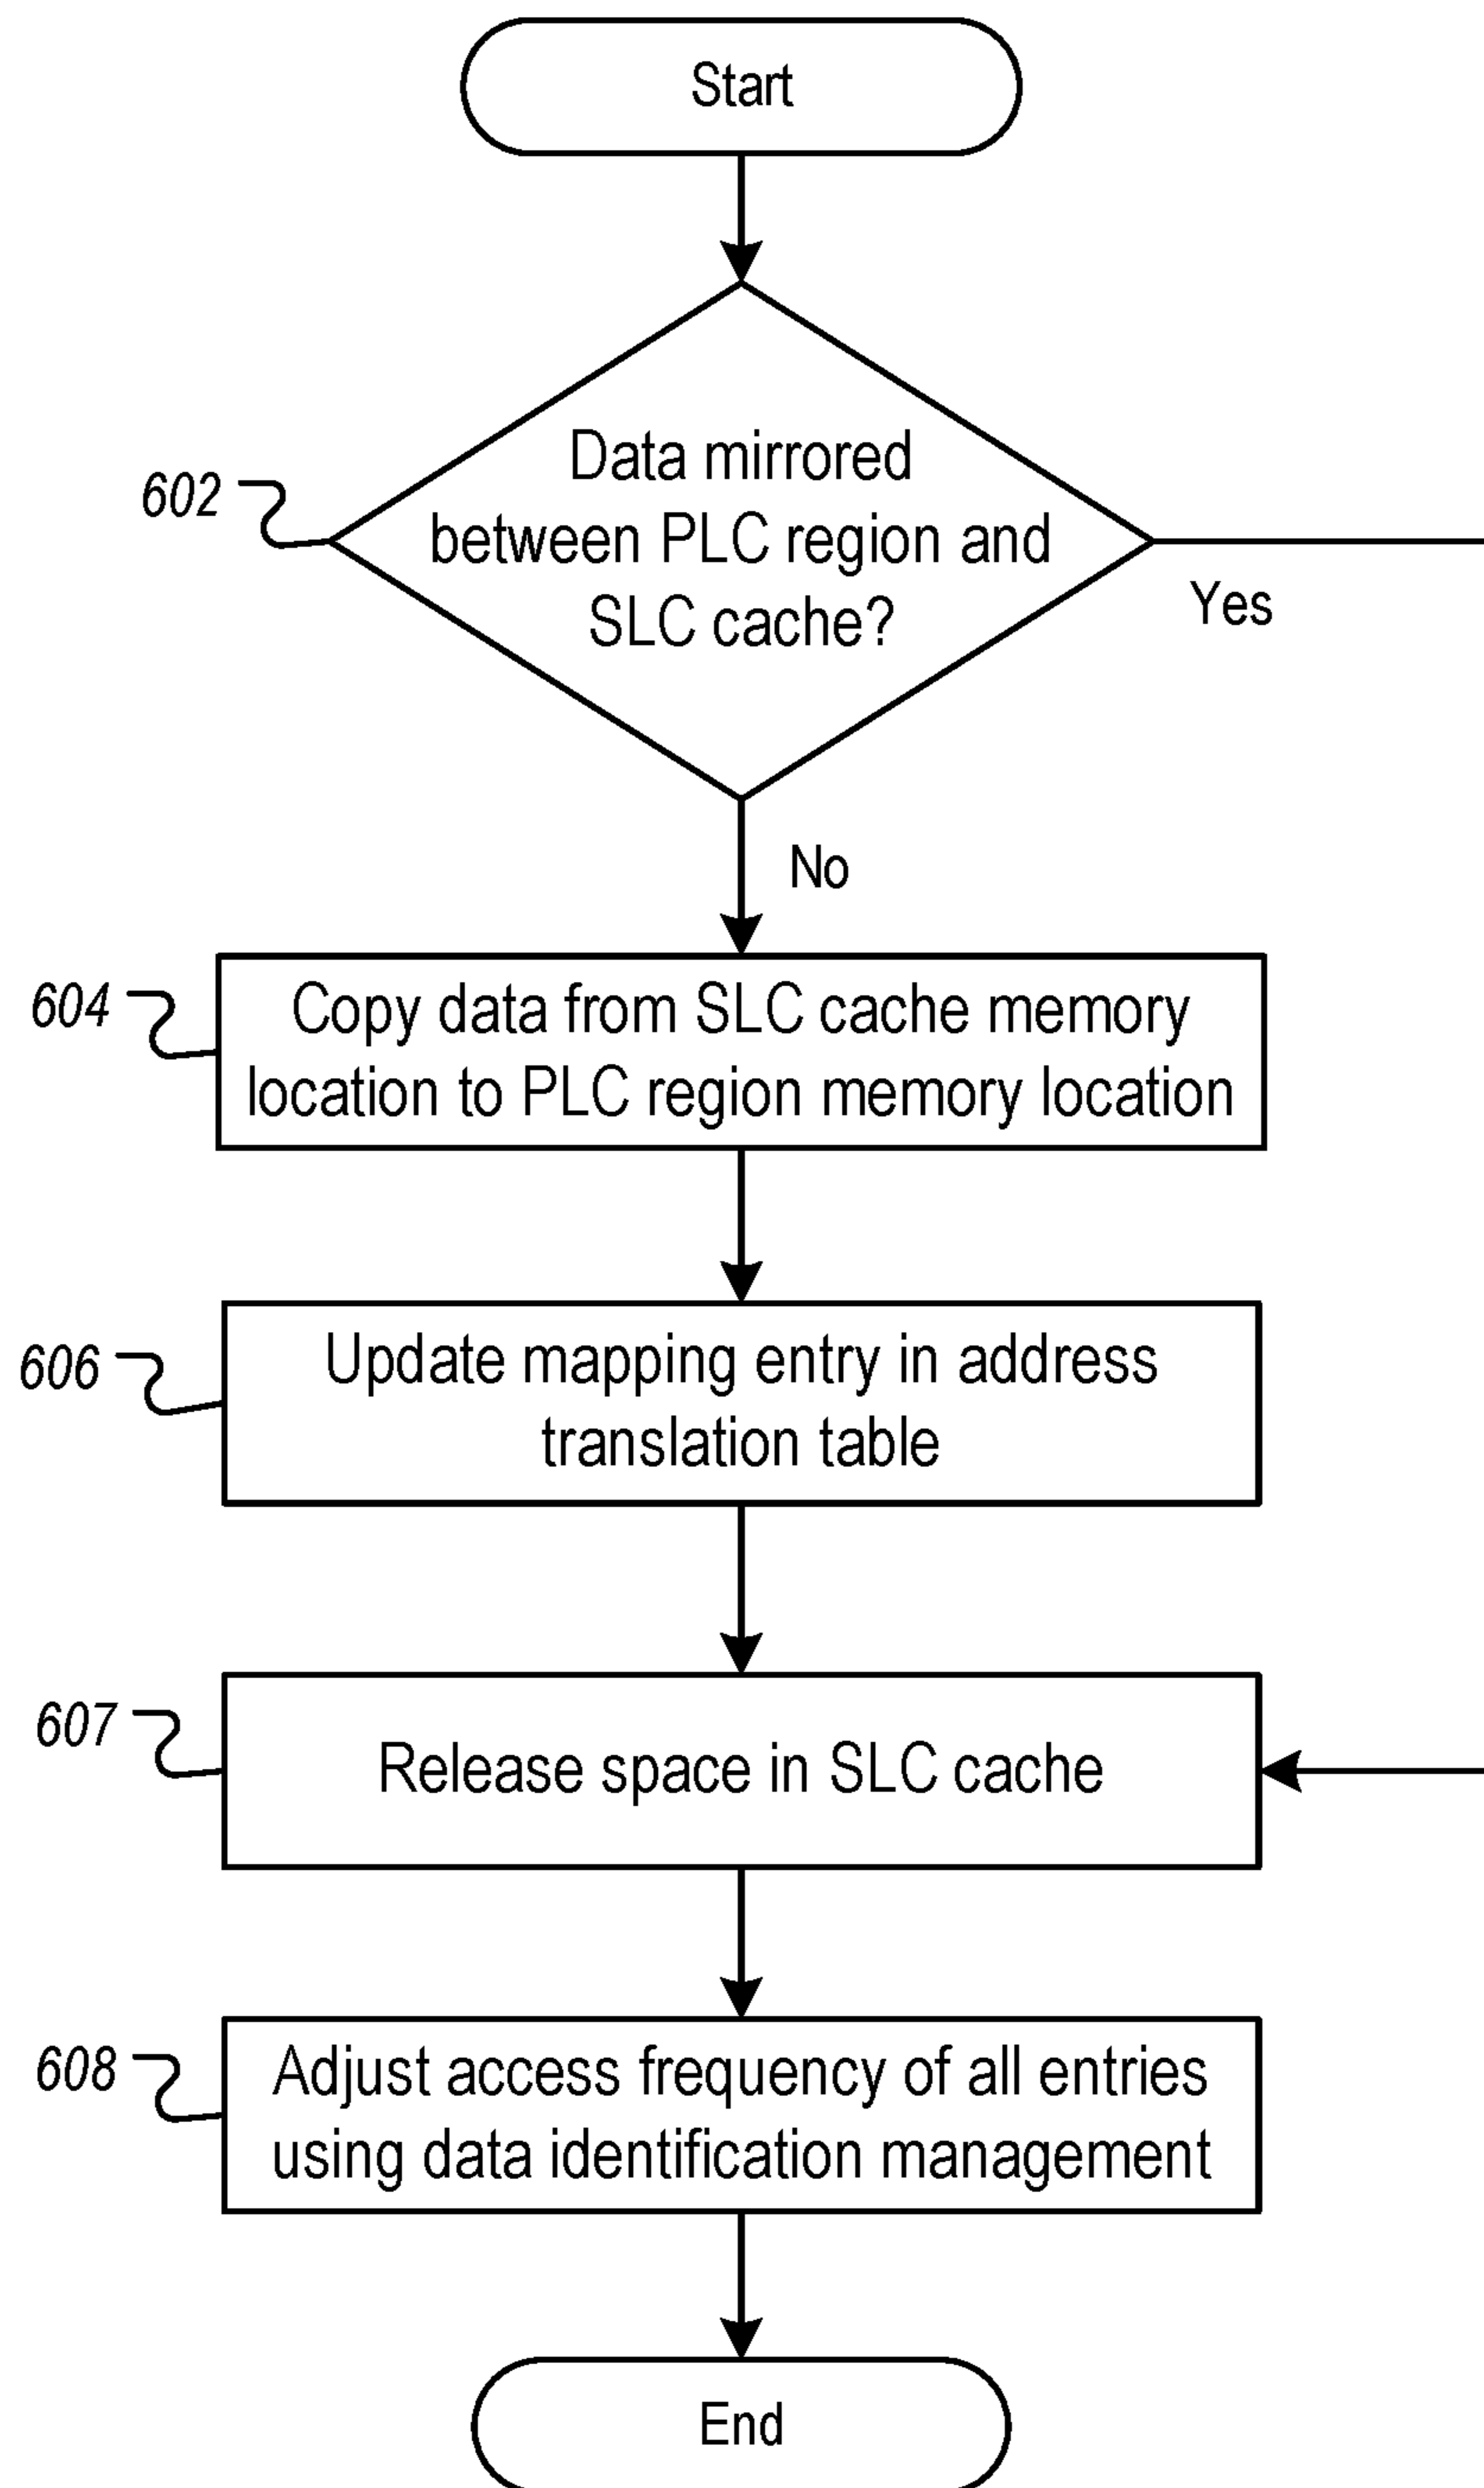 Start
Data mirrored
between PLC region and
SLC cache?
602
Yes
No
604
Copy data from SLC cache memory
location to PLC region memory location
606
Update mapping entry in address
translation table
607
Release space in SLC cache
608
Adjust access frequency of all entries
using data identification management
End